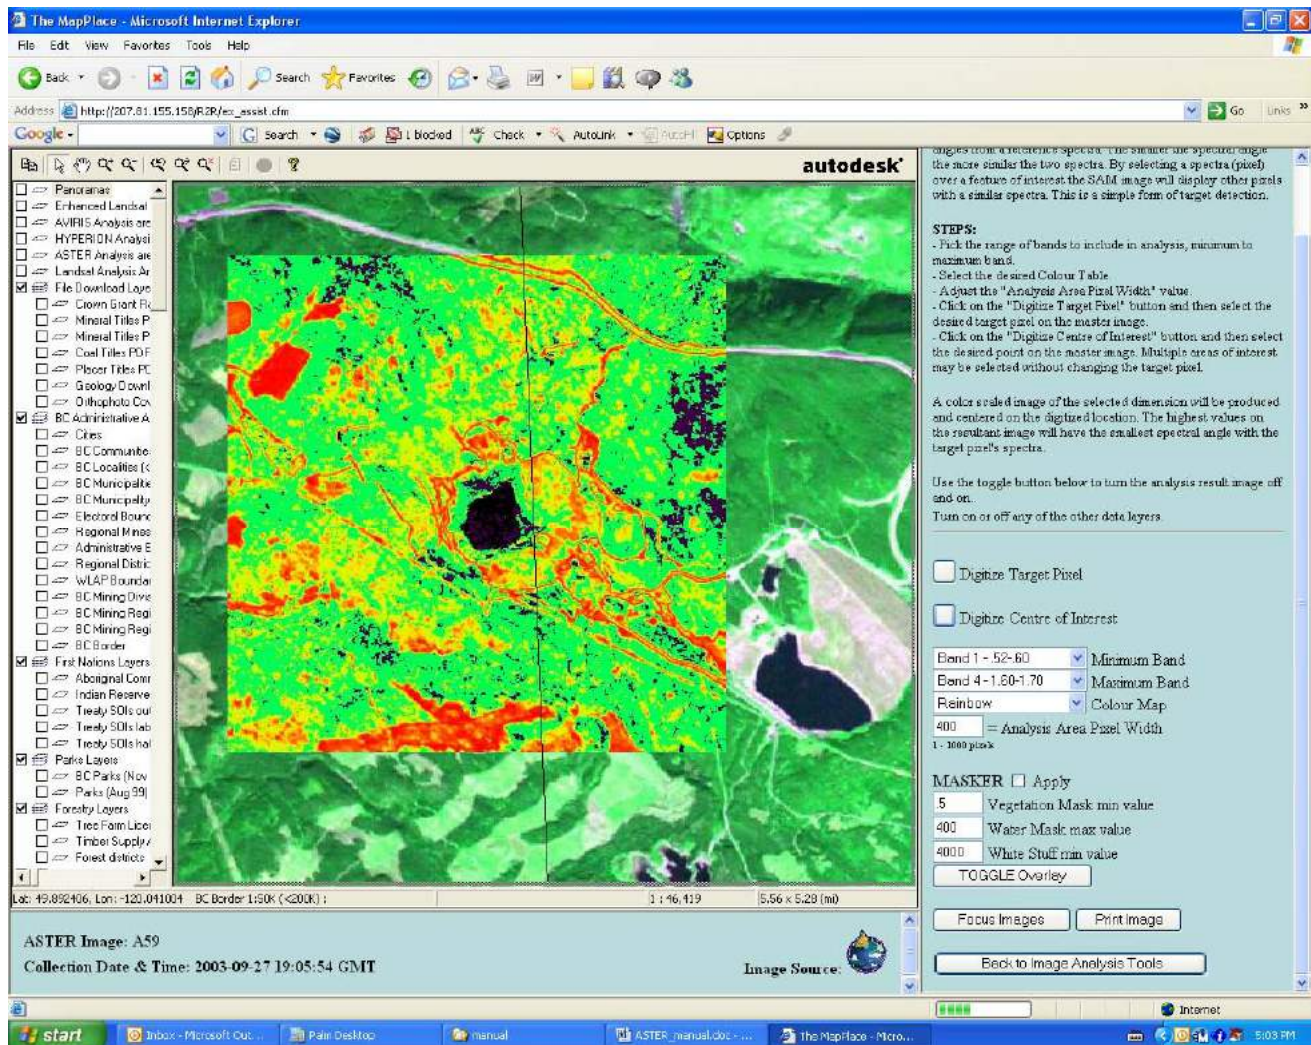 The MapPlace - Microsoft Internet Explorer
File Edit View Favorites Tools Help
Back Search Favorites
Address http://207.81.155.158/R2R/ex_assist.cfm Go Links »
Google - Search 1 blocked Check AutoLink AutoFill Options
autodesk
Panoramas
Enhanced Landsat
AVIRIS Analysis are
HYPERION Analysi
ASTER Analysis are
Landsat Analysis Ar
File Download Laye
Crown Grant
Mineral Titles P
Mineral Titles P
Coal Titles PDF
Placer Titles PD
Geology Downl
Orthophoto Cov
BC Administrative A
Cities
BC Communitie
BC Localities (<
BC Municipalitie
BC Municipality
Electoral Bounc
Regional Mines
Administrative E
Regional Distric
WLAP Boundar
BC Mining Divis
BC Mining Regi
BC Mining Regi
BC Border
First Nations Layers
Aboriginal Comr
Indian Reserve
Treaty SOIs out
Treaty SOIs lab
Treaty SOIs hal
Parks Layers
BC Parks (Nov
Parks (Aug 99)
Forestry Layers
Tree Farm Licer
Timber Supply A
Forest districts
angles from a reference spectra. The smaller the spectral angle
the more similar the two spectra. By selecting a spectra (pixel)
over a feature of interest the SAM image will display other pixels
with a similar spectra. This is a simple form of target detection.
STEPS:
- Pick the range of bands to include in analysis, minimum to
maximum band.
- Select the desired Colour Table
- Adjust the "Analysis Area Pixel Width" value
- Click on the "Digitize Target Pixel" button and then select the
desired target pixel on the master image.
- Click on the "Digitize Centre of Interest" button and then select
the desired point on the master image. Multiple areas of interest
may be selected without changing the target pixel.
A color scaled image of the selected dimension will be produced
and centered on the digitized location. The highest values on
the resultant image will have the smallest spectral angle with the
target pixel's spectra.
Use the toggle button below to turn the analysis result image off
and on.
Turn on or off any of the other data layers.
Digitize Target Pixel
Digitize Centre of Interest
Band 1 - .52-.60 Minimum Band
Band 4 - 1.60-1.70 Maximum Band
Rainbow Colour Map
400 = Analysis Area Pixel Width
1 - 1000 pixels
MASKER Apply
.5 Vegetation Mask min value
400 Water Mask max value
4000 White Stuff min value
TOGGLE Overlay
Focus Images Print Image
Back to Image Analysis Tools
Lat: 49.892406, Lon: -120.041004 BC Border 1:50K (<200K) : 1 : 46,419 5.56 x 5.28 (mi)
ASTER Image: A59
Collection Date & Time: 2003-09-27 19:05:54 GMT
Image Source:
Internet
start Inbox - Microsoft Out... Palm Desktop manual ASTER_manual.doc - ... The MapPlace - Micro... 5:03 PM